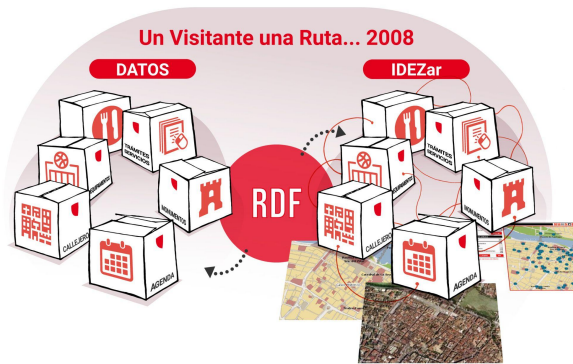 Un Visitante una Ruta... 2008
DATOS
IDEZar
TRÁMITES
SERVICIOS
EQUIPAMIENTOS
MONUMENTOS
CALLEJERO
AGENDA
RDF
TRÁMITES
SERVICIOS
EQUIPAMIENTOS
MONUMENTOS
CALLEJERO
AGENDA